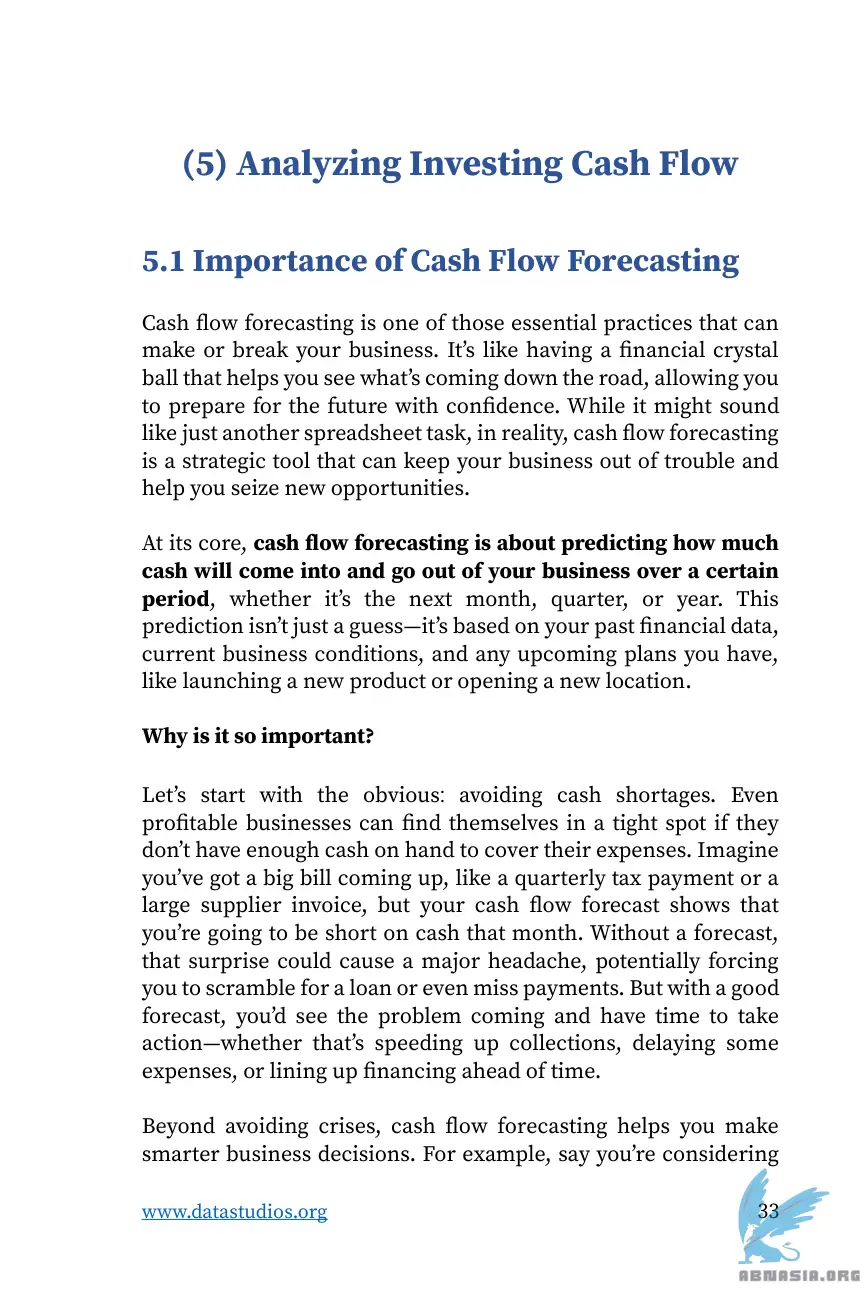 (5) Analyzing Investing Cash Flow
5.1 Importance of Cash Flow Forecasting
Cash flow forecasting is one of those essential practices that can
make or break your business. It’s like having a financial crystal
ball that helps you see what’s coming down the road, allowing you
to prepare for the future with confidence. While it might sound
like just another spreadsheet task, in reality, cash flow forecasting
is a strategic tool that can keep your business out of trouble and
help you seize new opportunities.
At its core, cash flow forecasting is about predicting how much
cash will come into and go out of your business over a certain
period, whether it’s the next month, quarter, or year. This
prediction isn’t just a guess—it’s based on your past financial data,
current business conditions, and any upcoming plans you have,
like launching a new product or opening a new location.
Why is it so important?
Let’s start with the obvious: avoiding cash shortages. Even
profitable businesses can find themselves in a tight spot if they
don’t have enough cash on hand to cover their expenses. Imagine
you’ve got a big bill coming up, like a quarterly tax payment or a
large supplier invoice, but your cash flow forecast shows that
you’re going to be short on cash that month. Without a forecast,
that surprise could cause a major headache, potentially forcing
you to scramble for a loan or even miss payments. But with a good
forecast, you’d see the problem coming and have time to take
action—whether that’s speeding up collections, delaying some
expenses, or lining up financing ahead of time.
Beyond avoiding crises, cash flow forecasting helps you make
smarter business decisions. For example, say you’re considering
www.datastudios.org
33
ABNASIA.ORG